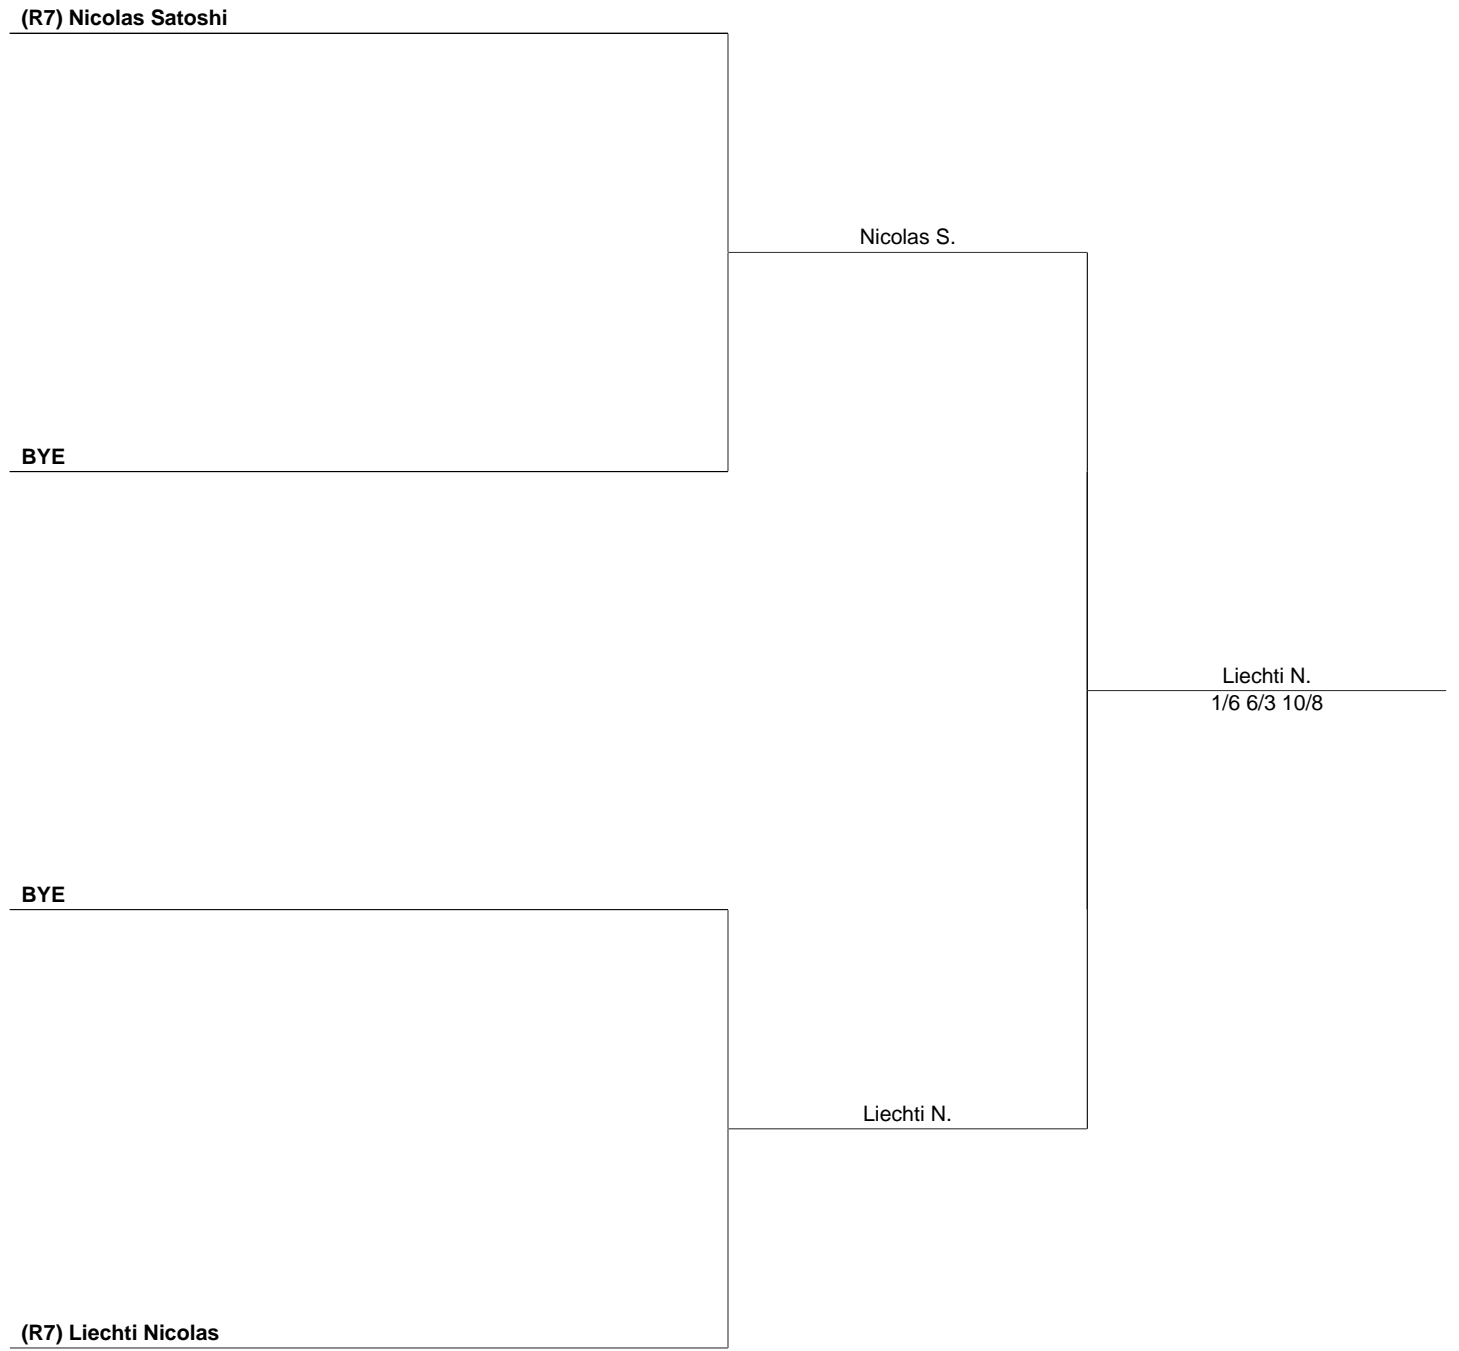 (R7) Nicolas Satoshi
Nicolas S.
BYE
Liechti N.
1/6 6/3 10/8
BYE
Liechti N.
(R7) Liechti Nicolas